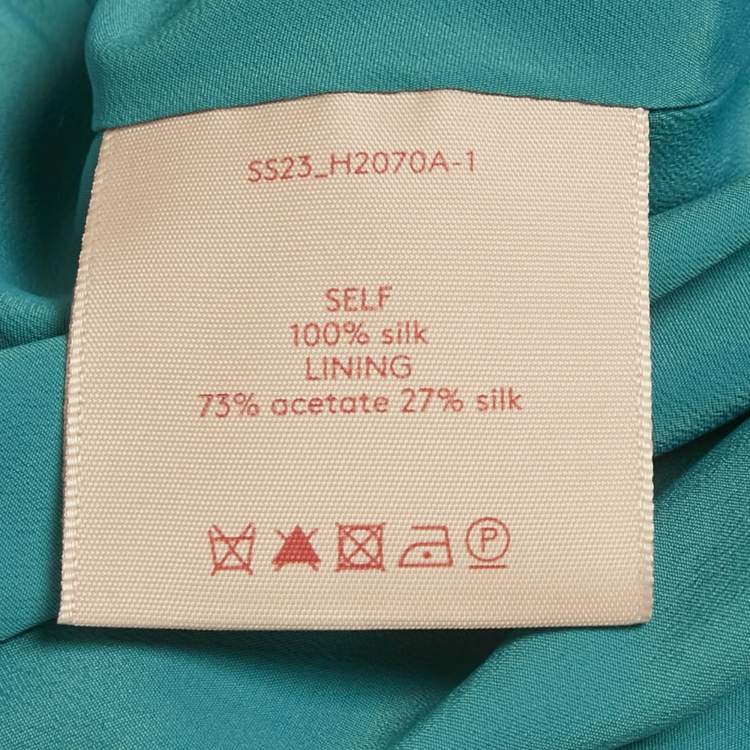 SS23_H2070A-1
SELF
100% silk
LINING
73% acetate 27% silk
P